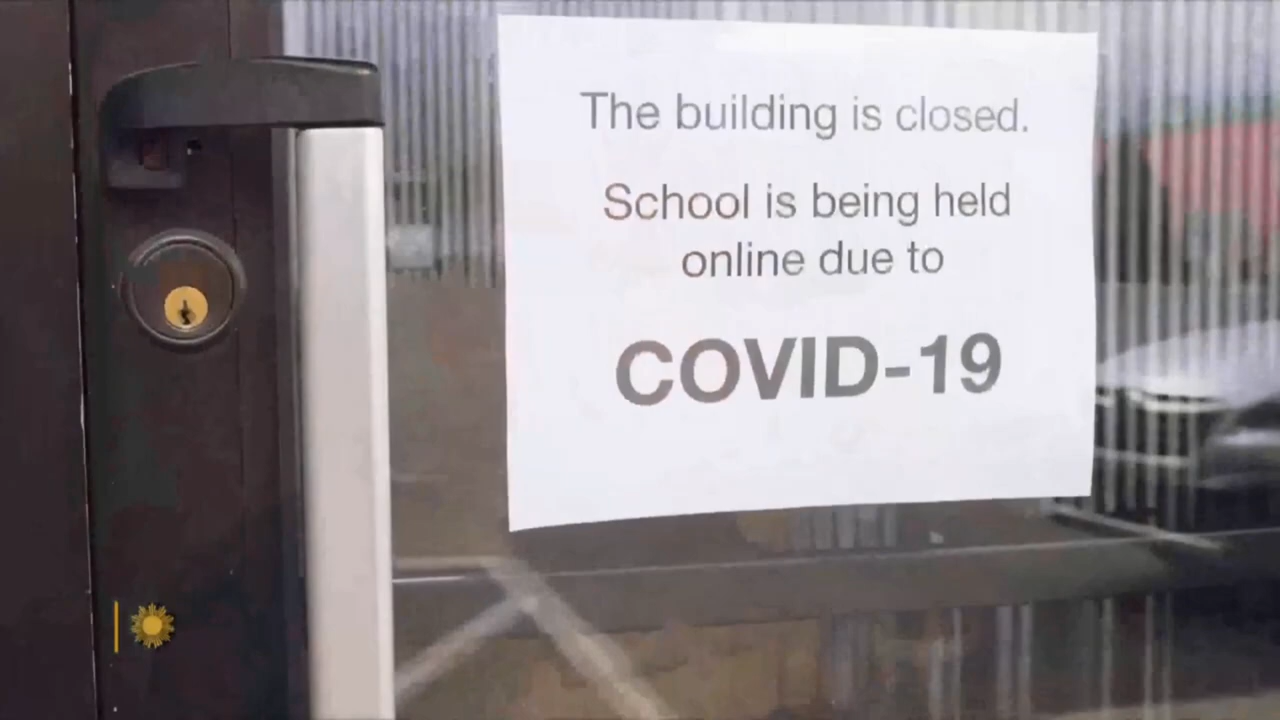 The building is closed.
School is being held
online due to
COVID-19